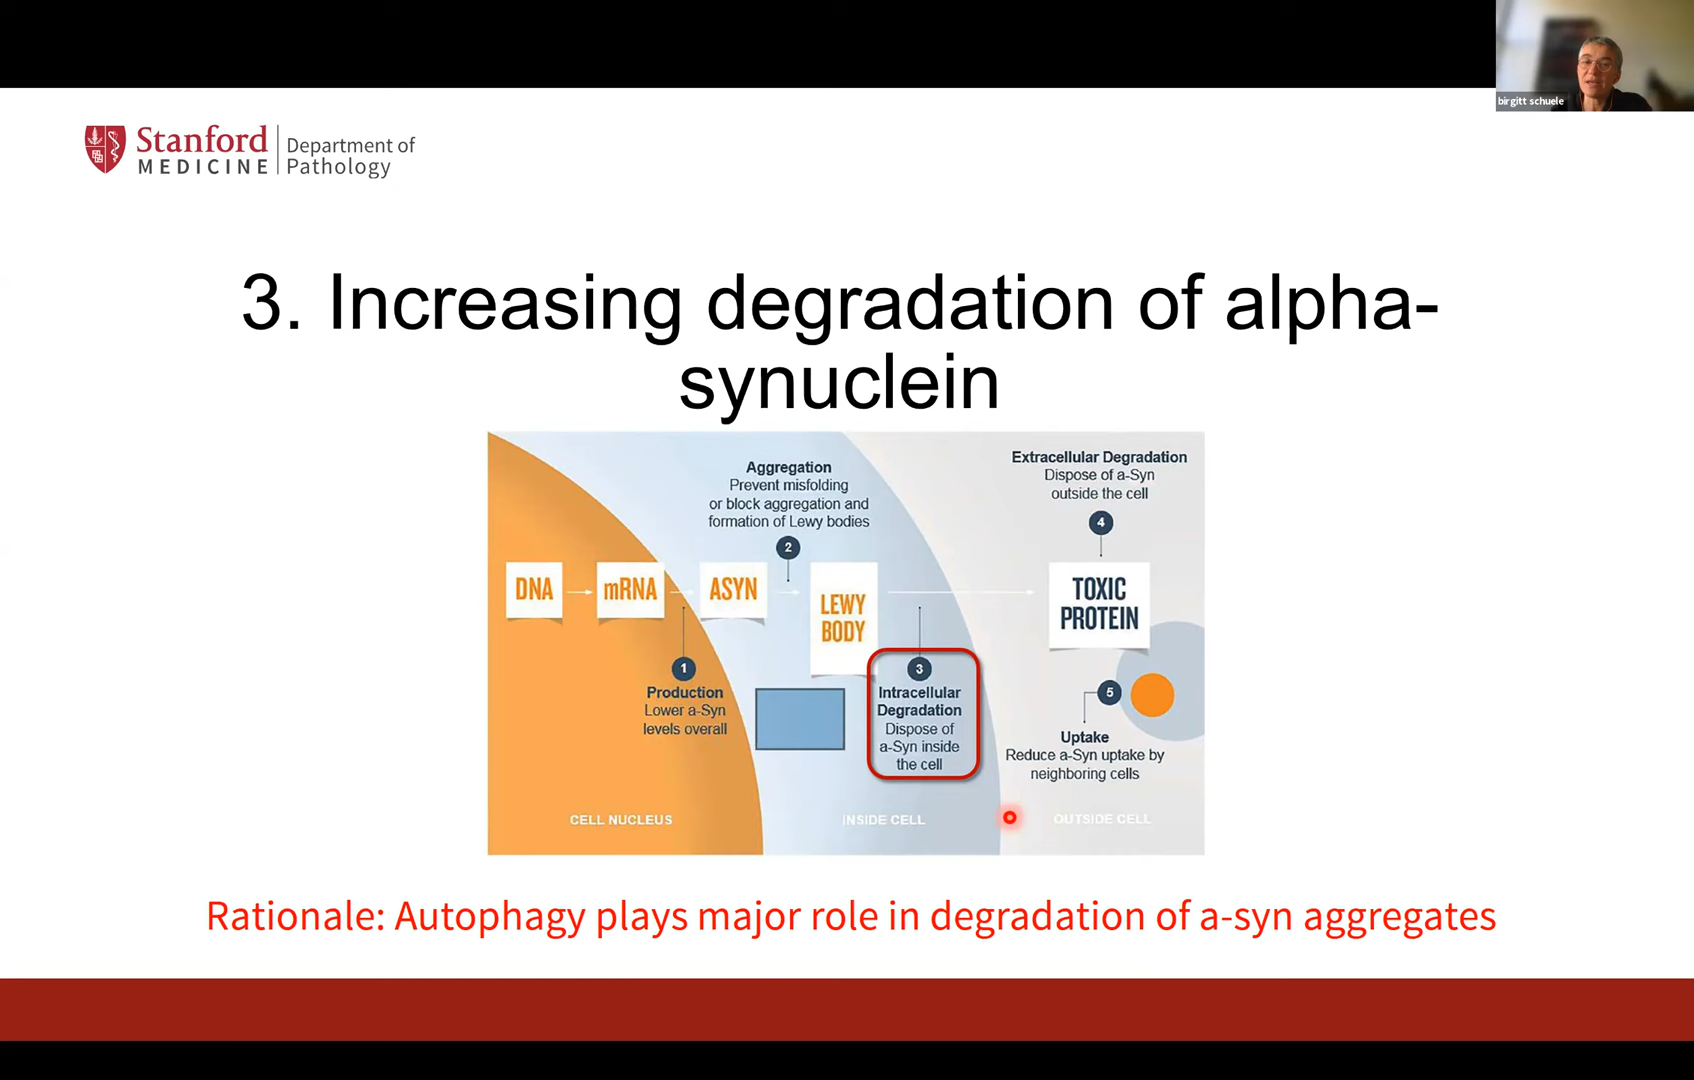 birgitt schuele
Stanford
MEDICINE
Department of
Pathology
3. Increasing degradation of alpha-
synuclein
Aggregation
Prevent misfolding
or block aggregation and
formation of Lewy bodies
2
Extracellular Degradation
Dispose of a-Syn
outside the cell
4
DNA
mRNA
ASYN
LEWY
BODY
TOXIC
PROTEIN
1
Production
Lower a-Syn
levels overall
3
Intracellular
Degradation
Dispose of
a-Syn inside
the cell
5
Uptake
Reduce a-Syn uptake by
neighboring cells
CELL NUCLEUS
INSIDE CELL
OUTSIDE CELL
Rationale: Autophagy plays major role in degradation of a-syn aggregates